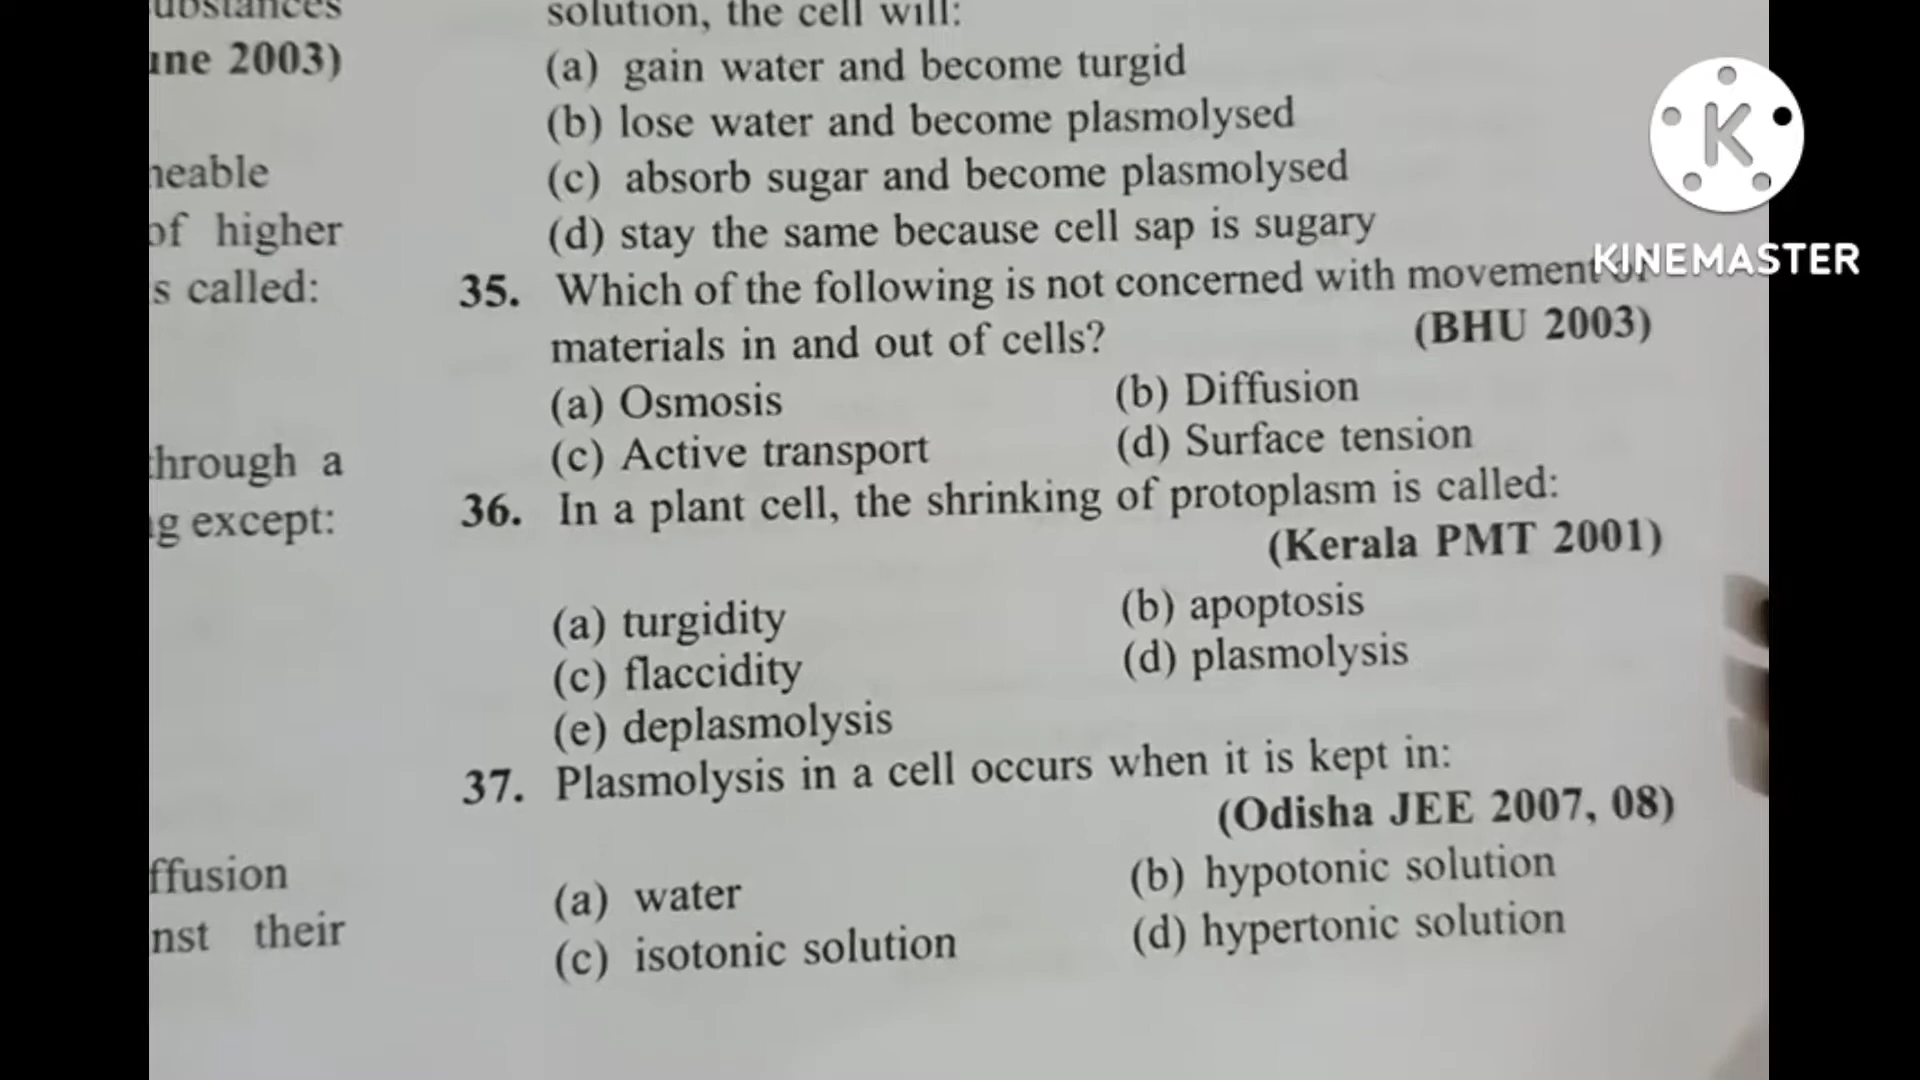 une 2003)
neable
of higher
s called:
through a
ng except:
ffusion
nst their
solution, the cell will:
(a) gain water and become turgid
(b) lose water and become plasmolysed
(c) absorb sugar and become plasmolysed
(d) stay the same because cell sap is sugary
35. Which of the following is not concerned with movement of
materials in and out of cells? (BHU 2003)
(a) Osmosis (b) Diffusion
(c) Active transport (d) Surface tension
36. In a plant cell, the shrinking of protoplasm is called:
(Kerala PMT 2001)
(a) turgidity (b) apoptosis
(c) flaccidity (d) plasmolysis
(e) deplasmolysis
37. Plasmolysis in a cell occurs when it is kept in:
(Odisha JEE 2007, 08)
(a) water (b) hypotonic solution
(c) isotonic solution (d) hypertonic solution
K
KINEMASTER